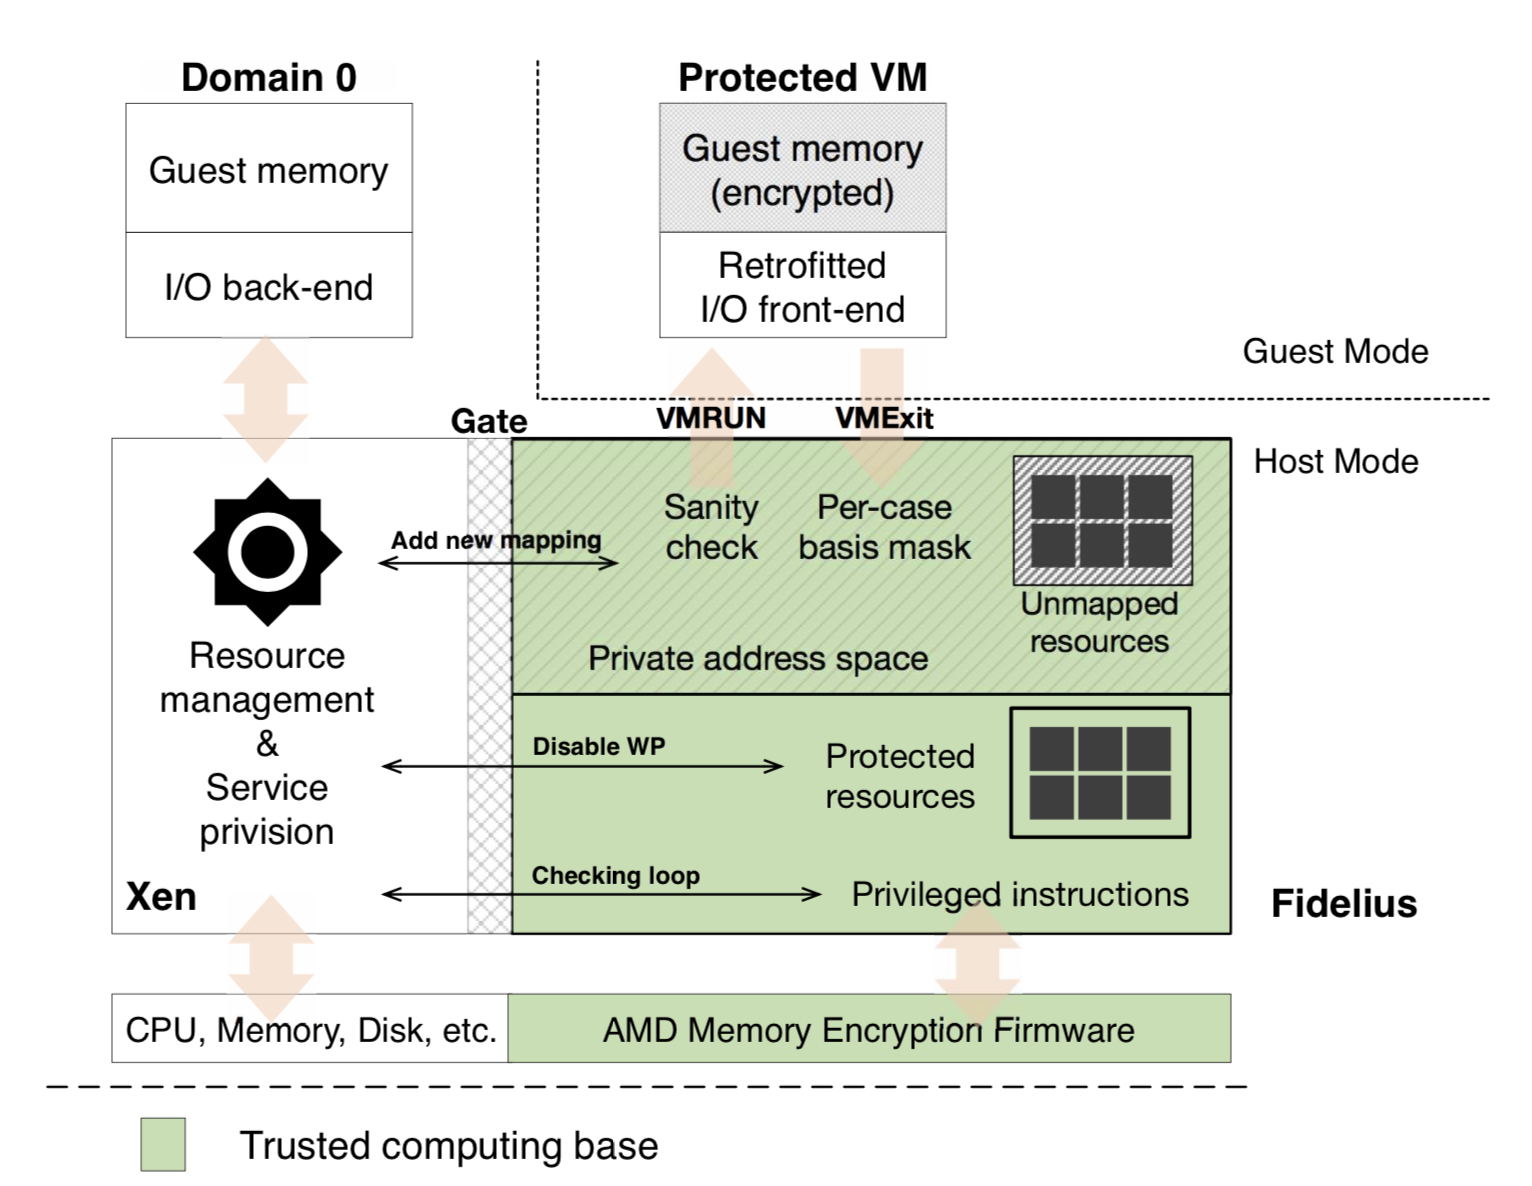 Domain 0
Guest memory
I/O back-end
Protected VM
Guest memory
(encrypted)
Retrofitted
I/O front-end
Guest Mode
Gate
VMRUN
VMExit
Host Mode
Sanity
check
Per-case
basis mask
Add new mapping
Unmapped
resources
Private address space
Resource
management
&
Service
privision
Xen
Disable WP
Protected
resources
Checking loop
Privileged instructions
Fidelius
CPU, Memory, Disk, etc.
AMD Memory Encryption Firmware
Trusted computing base